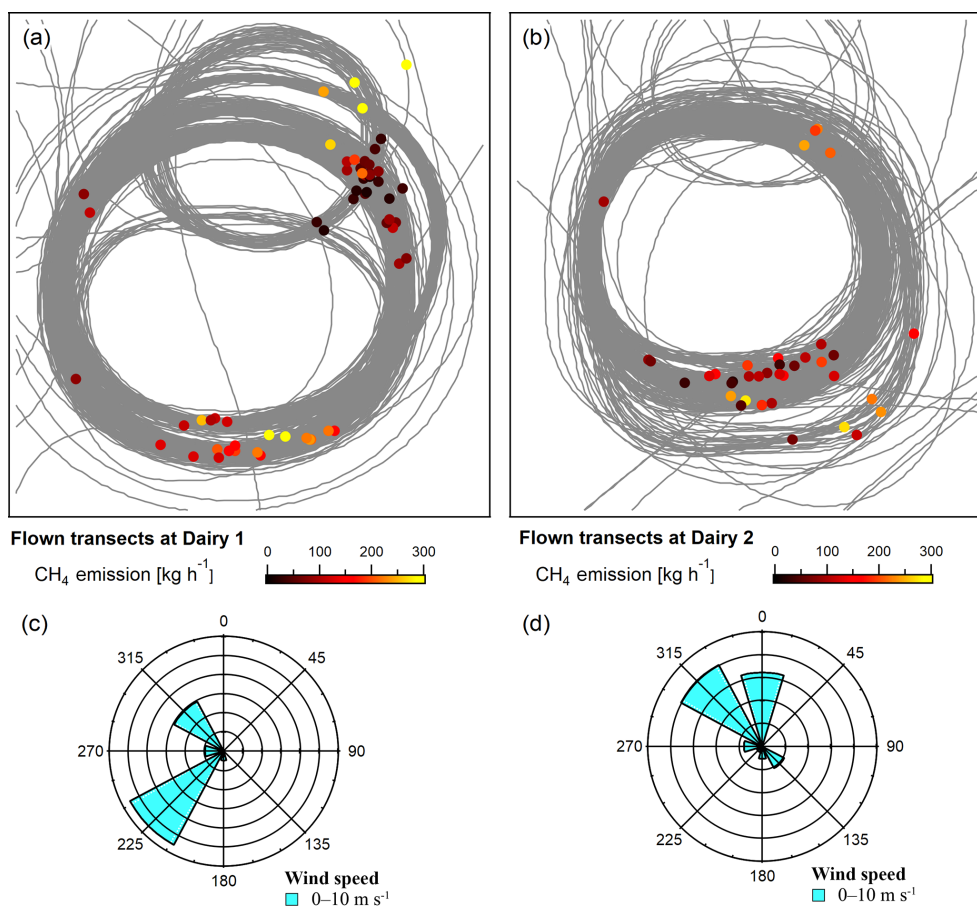 (a)
(b)
Flown transects at Dairy 1
CH₄ emission [kg h⁻¹]
0 100 200 300
Flown transects at Dairy 2
CH₄ emission [kg h⁻¹]
0 100 200 300
(c)
0
45
90
135
180
225
270
315
Wind speed
0–10 m s⁻¹
(d)
0
45
90
135
180
225
270
315
Wind speed
0–10 m s⁻¹